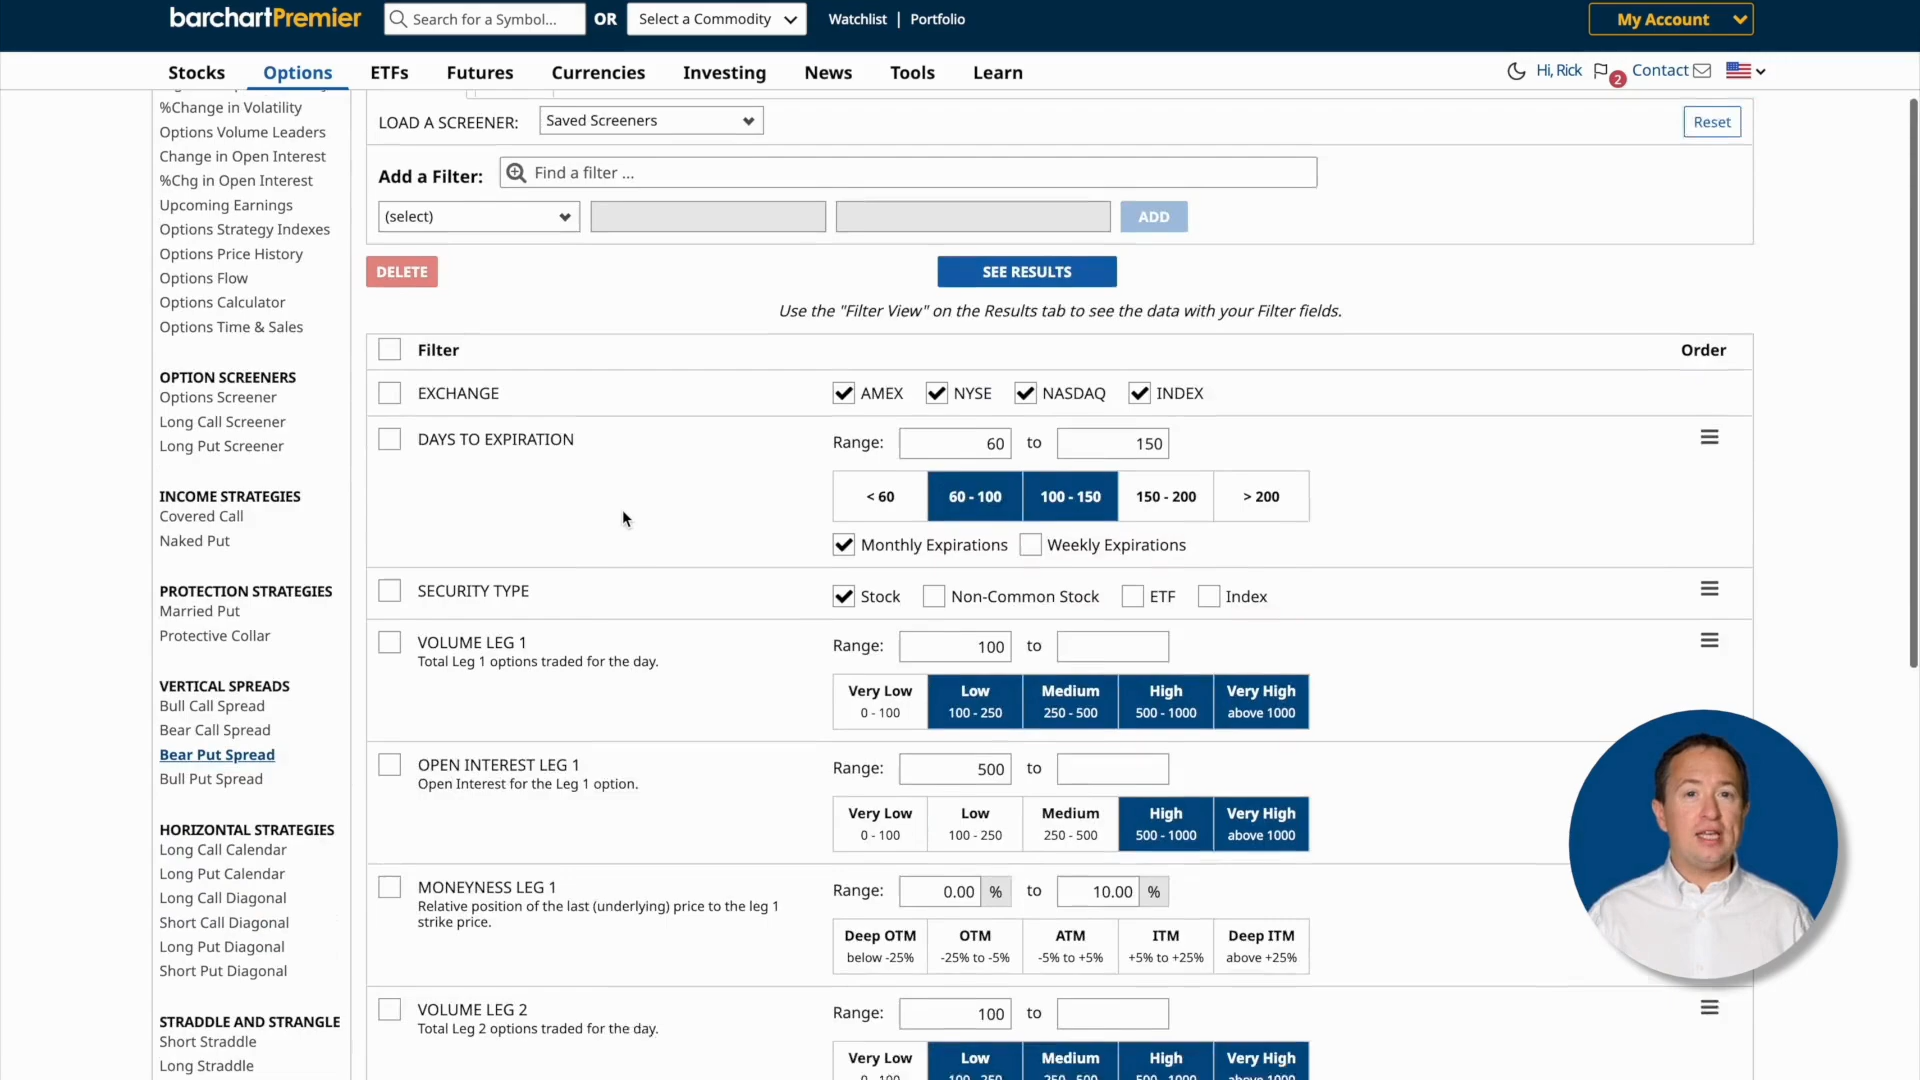 barchartPremier
Search for a Symbol...
OR
Select a Commodity
Watchlist | Portfolio
My Account
Stocks
Options
ETFs
Futures
Currencies
Investing
News
Tools
Learn
Hi, Rick
2
Contact
%Change in Volatility
Options Volume Leaders
Change in Open Interest
%Chg in Open Interest
Upcoming Earnings
Options Strategy Indexes
Options Price History
Options Flow
Options Calculator
Options Time & Sales
OPTION SCREENERS
Options Screener
Long Call Screener
Long Put Screener
INCOME STRATEGIES
Covered Call
Naked Put
PROTECTION STRATEGIES
Married Put
Protective Collar
VERTICAL SPREADS
Bull Call Spread
Bear Call Spread
Bear Put Spread
Bull Put Spread
HORIZONTAL STRATEGIES
Long Call Calendar
Long Put Calendar
Long Call Diagonal
Short Call Diagonal
Long Put Diagonal
Short Put Diagonal
STRADDLE AND STRANGLE
Short Straddle
Long Straddle
LOAD A SCREENER:
Saved Screeners
Reset
Add a Filter:
Find a filter ...
(select)
ADD
DELETE
SEE RESULTS
Use the "Filter View" on the Results tab to see the data with your Filter fields.
Filter
Order
EXCHANGE
AMEX NYSE NASDAQ INDEX
DAYS TO EXPIRATION
Range: 60 to 150
< 60 60 - 100 100 - 150 150 - 200 > 200
Monthly Expirations Weekly Expirations
SECURITY TYPE
Stock Non-Common Stock ETF Index
VOLUME LEG 1
Total Leg 1 options traded for the day.
Range: 100 to
Very Low Low Medium High Very High
0 - 100 100 - 250 250 - 500 500 - 1000 above 1000
OPEN INTEREST LEG 1
Open Interest for the Leg 1 option.
Range: 500 to
Very Low Low Medium High Very High
0 - 100 100 - 250 250 - 500 500 - 1000 above 1000
MONEYNESS LEG 1
Relative position of the last (underlying) price to the leg 1
strike price.
Range: 0.00 % to 10.00 %
Deep OTM OTM ATM ITM Deep ITM
below -25% -25% to -5% -5% to +5% +5% to +25% above +25%
VOLUME LEG 2
Total Leg 2 options traded for the day.
Range: 100 to
Very Low Low Medium High Very High
0 - 100 100 - 250 250 - 500 500 - 1000 above 1000